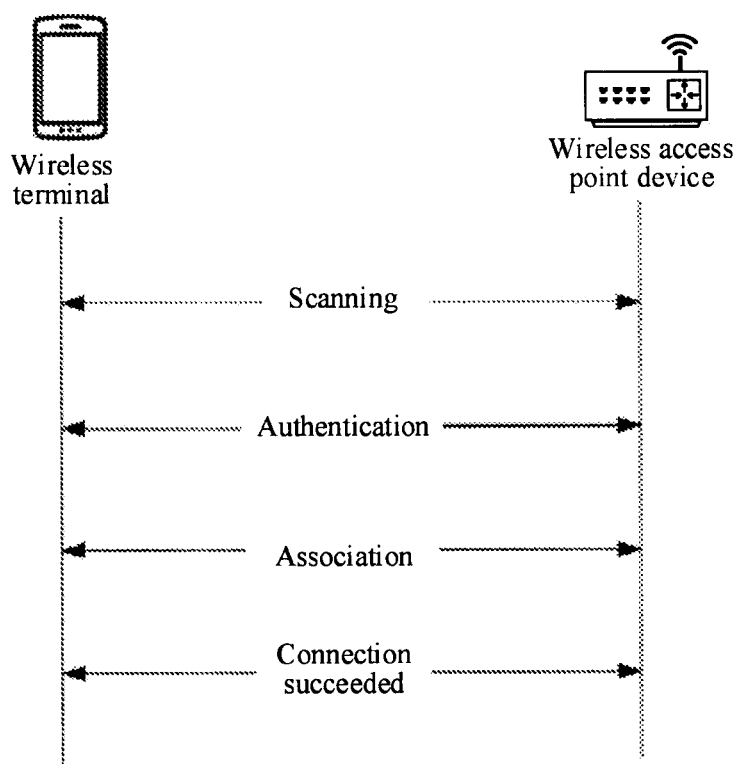 Wireless
terminal
Wireless access
point device
Scanning
Authentication
Association
Connection
succeeded